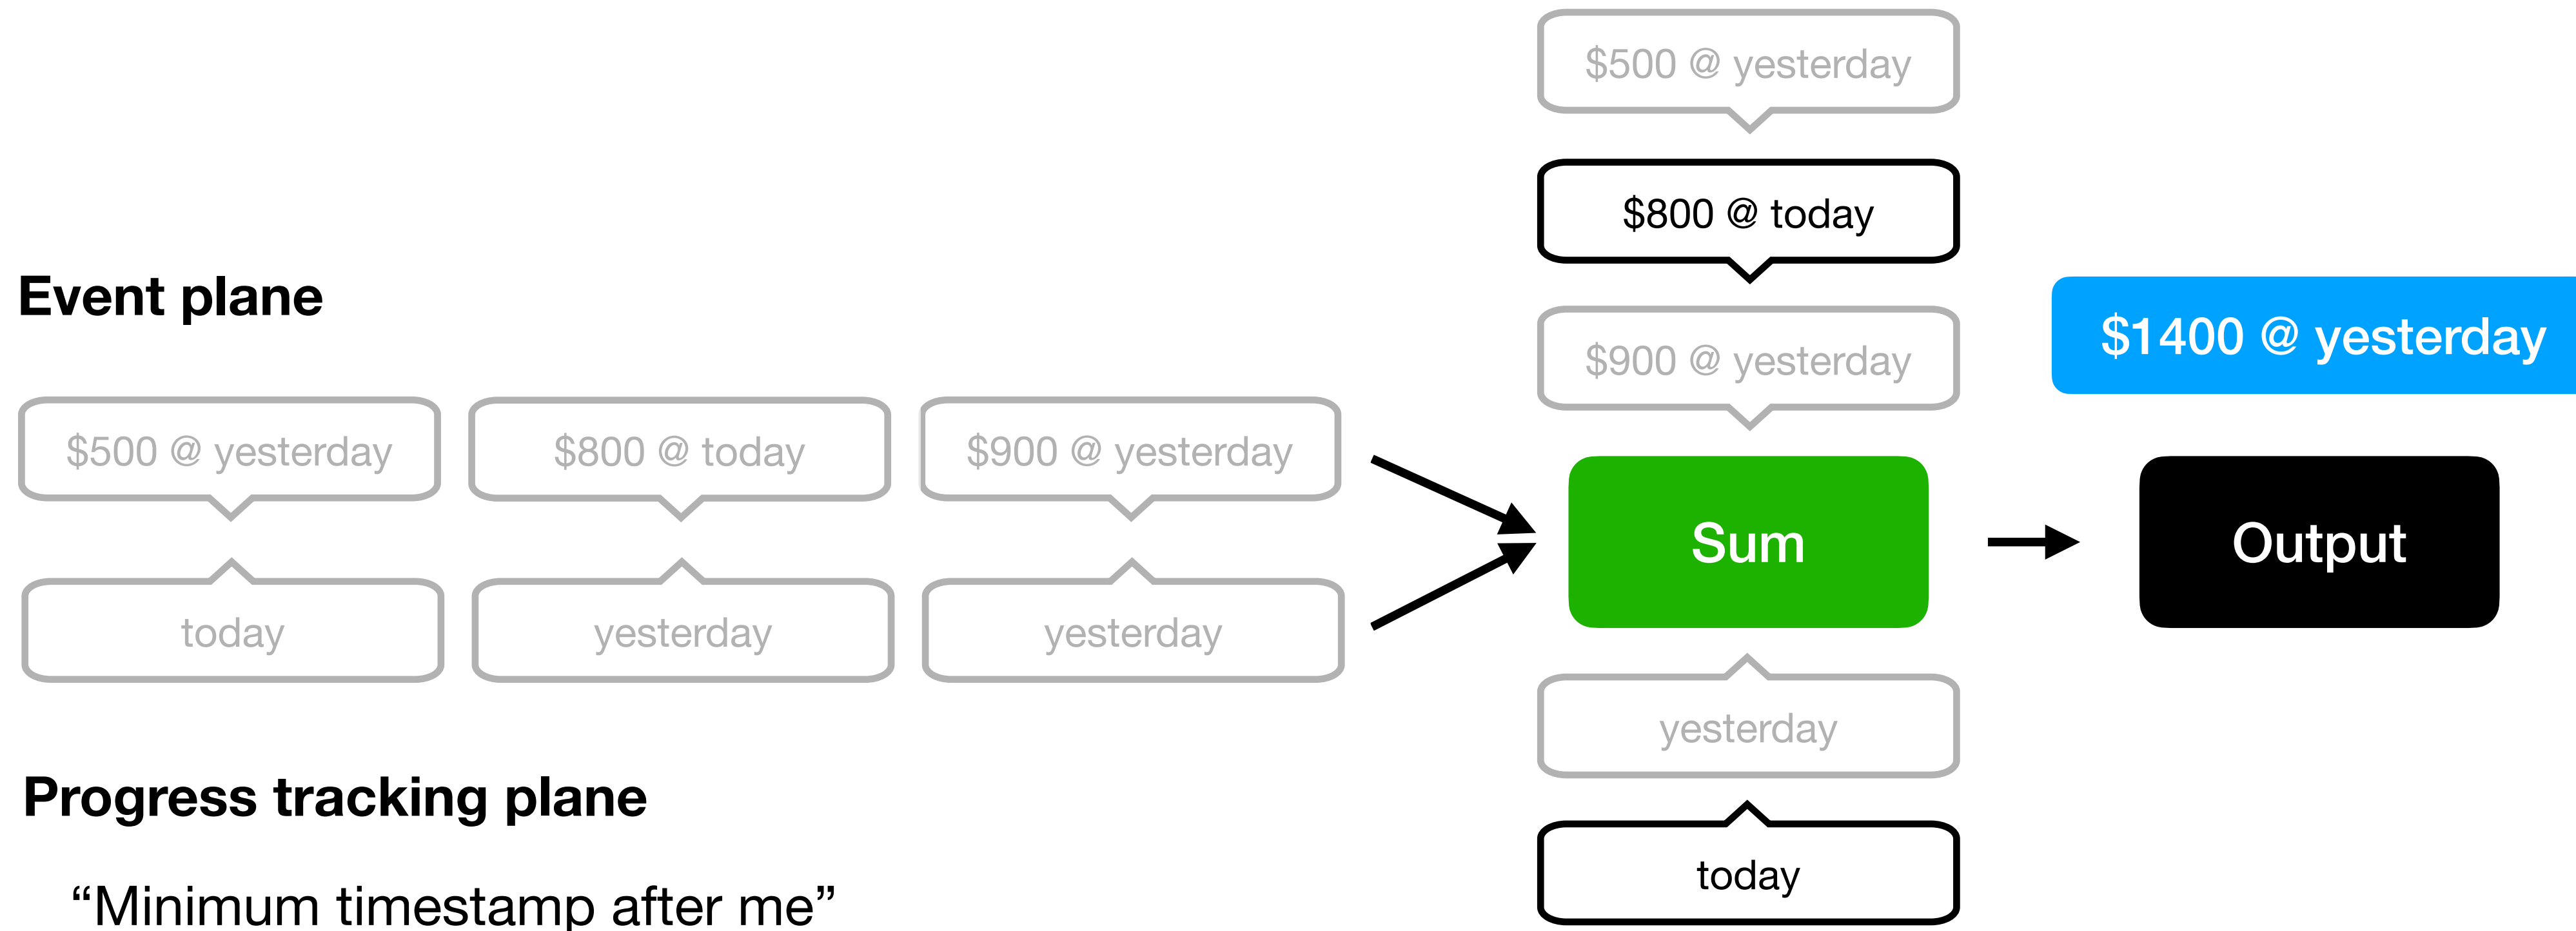 $500 @ yesterday
$800 @ today
$900 @ yesterday
Event plane
$1400 @ yesterday
$500 @ yesterday
$800 @ today
$900 @ yesterday
Sum
Output
today
yesterday
yesterday
yesterday
Progress tracking plane
today
“Minimum timestamp after me”